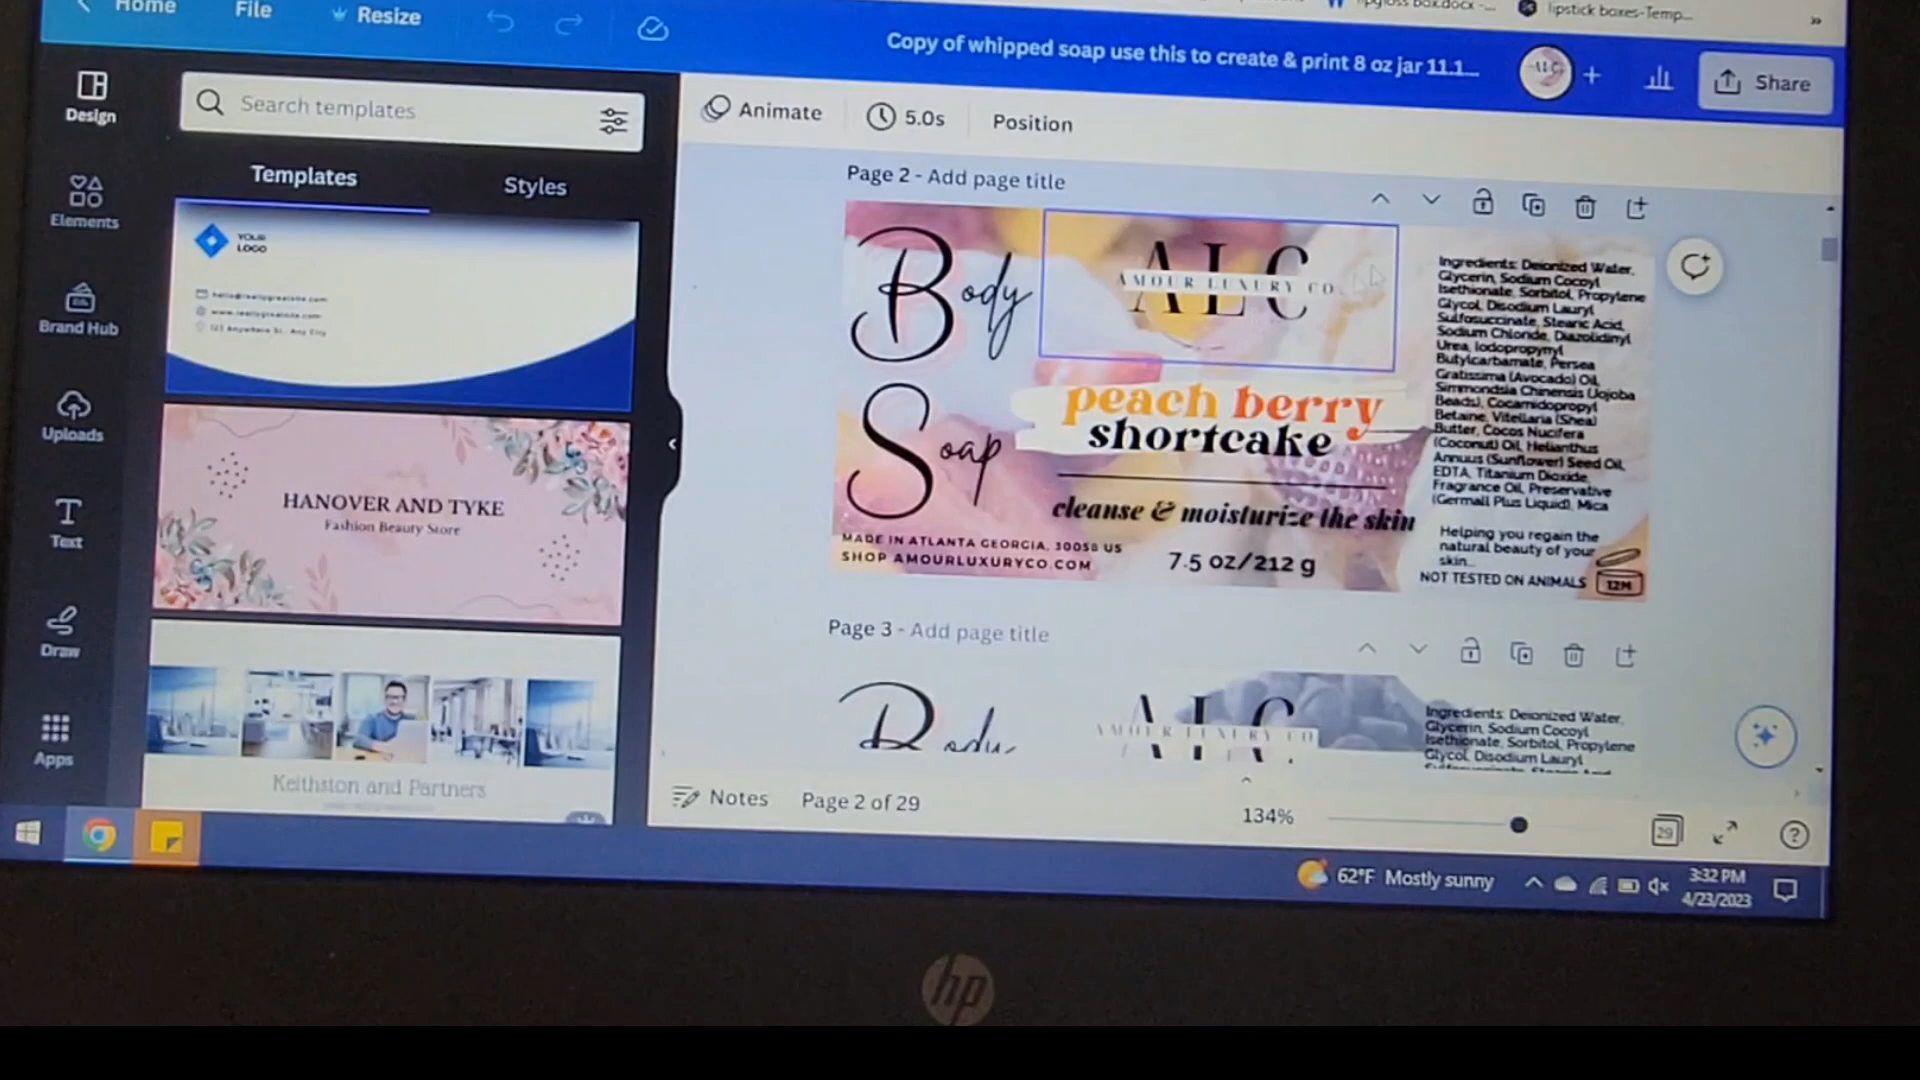 Home File Resize
lipstick boxes-Temp...
Copy of whipped soap use this to create & print 8 oz jar 11.1...
Share
Design
Elements
Brand Hub
Uploads
Text
Draw
Apps
Search templates
Templates Styles
YOUR
LOGO
HANOVER AND TYKE
Fashion Beauty Store
Keithston and Partners
Animate 5.0s Position
Page 2 - Add page title
Body
Soap
ALC
AMOUR LUXURY CO.
peach berry
shortcake
cleanse & moisturize the skin
MADE IN ATLANTA GEORGIA, 30058 US
SHOP AMOURLUXURYCO.COM
7.5 oz/212 g
Ingredients: Deionized Water,
Glycerin, Sodium Cocoyl
Isethionate, Sorbitol, Propylene
Glycol, Disodium Lauryl
Sulfosuccinate, Stearic Acid,
Sodium Chloride, Diazolidinyl
Urea, Iodopropynyl
Butylcarbamate, Persea
Gratissima (Avocado) Oil,
Simmondsia Chinensis (Jojoba
Beads), Cocamidopropyl
Betaine, Vitellaria (Shea)
Butter, Cocos Nucifera
(Coconut) Oil, Helianthus
Annuus (Sunflower) Seed Oil,
EDTA, Titanium Dioxide,
Fragrance Oil, Preservative
(Germall Plus Liquid), Mica
Helping you regain the
natural beauty of your
skin...
NOT TESTED ON ANIMALS
12M
Page 3 - Add page title
Body
ALC
AMOUR LUXURY CO
Ingredients: Deionized Water,
Glycerin, Sodium Cocoyl
Isethionate, Sorbitol, Propylene
Glycol, Disodium Lauryl
Notes Page 2 of 29
134%
29
62°F Mostly sunny
3:32 PM
4/23/2023
hp